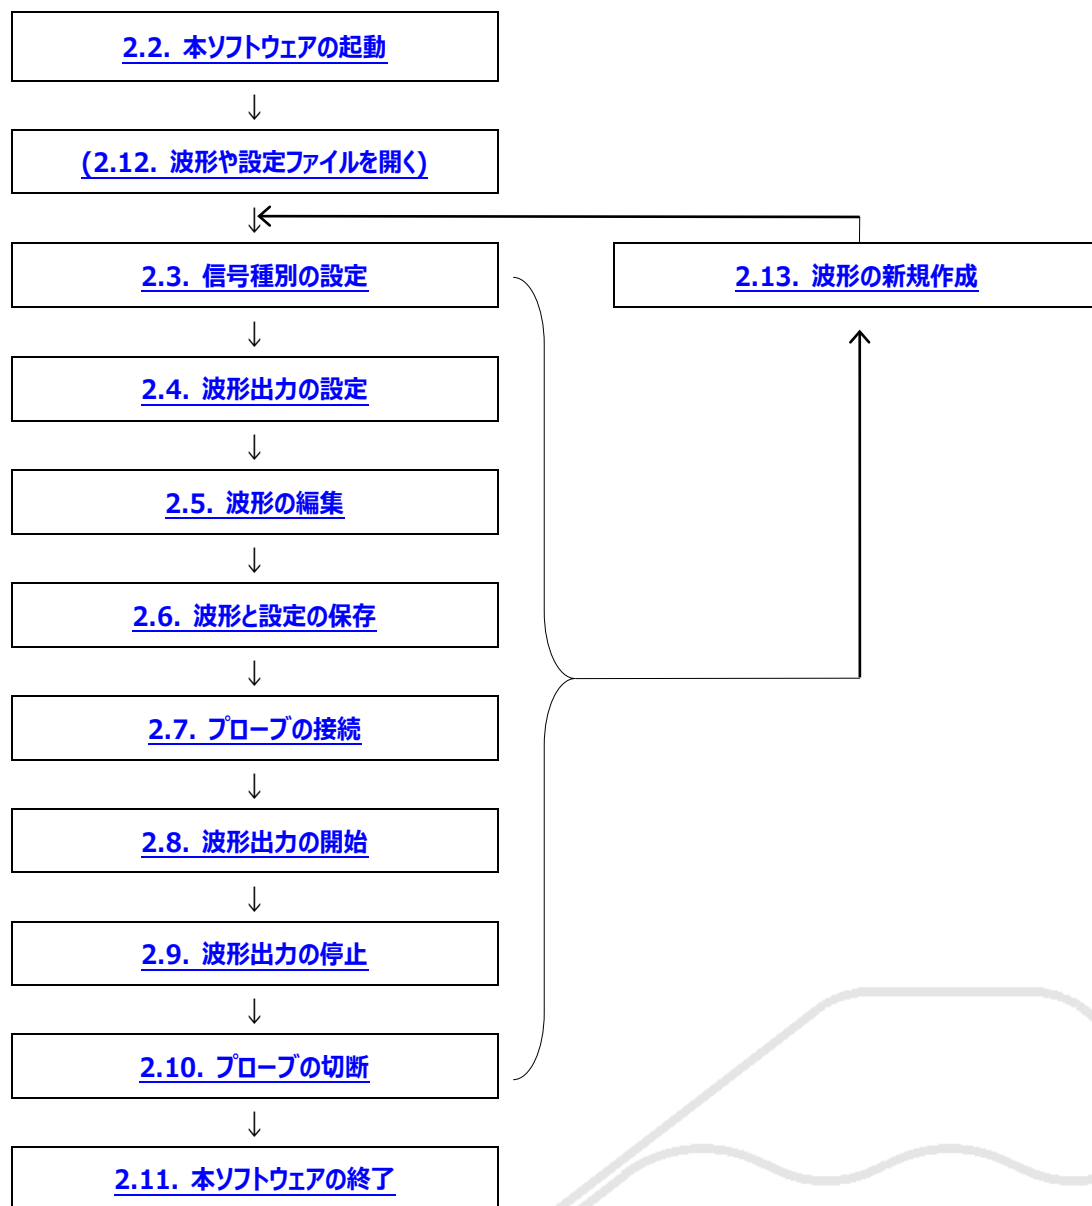 2.2. 本ソフトウェアの起動
↓
(2.12. 波形や設定ファイルを開く)
↓
2.3. 信号種別の設定
2.13. 波形の新規作成
↓
2.4. 波形出力の設定
↓
2.5. 波形の編集
↓
2.6. 波形と設定の保存
↓
2.7. プローブの接続
↓
2.8. 波形出力の開始
↓
2.9. 波形出力の停止
↓
2.10. プローブの切断
↓
2.11. 本ソフトウェアの終了